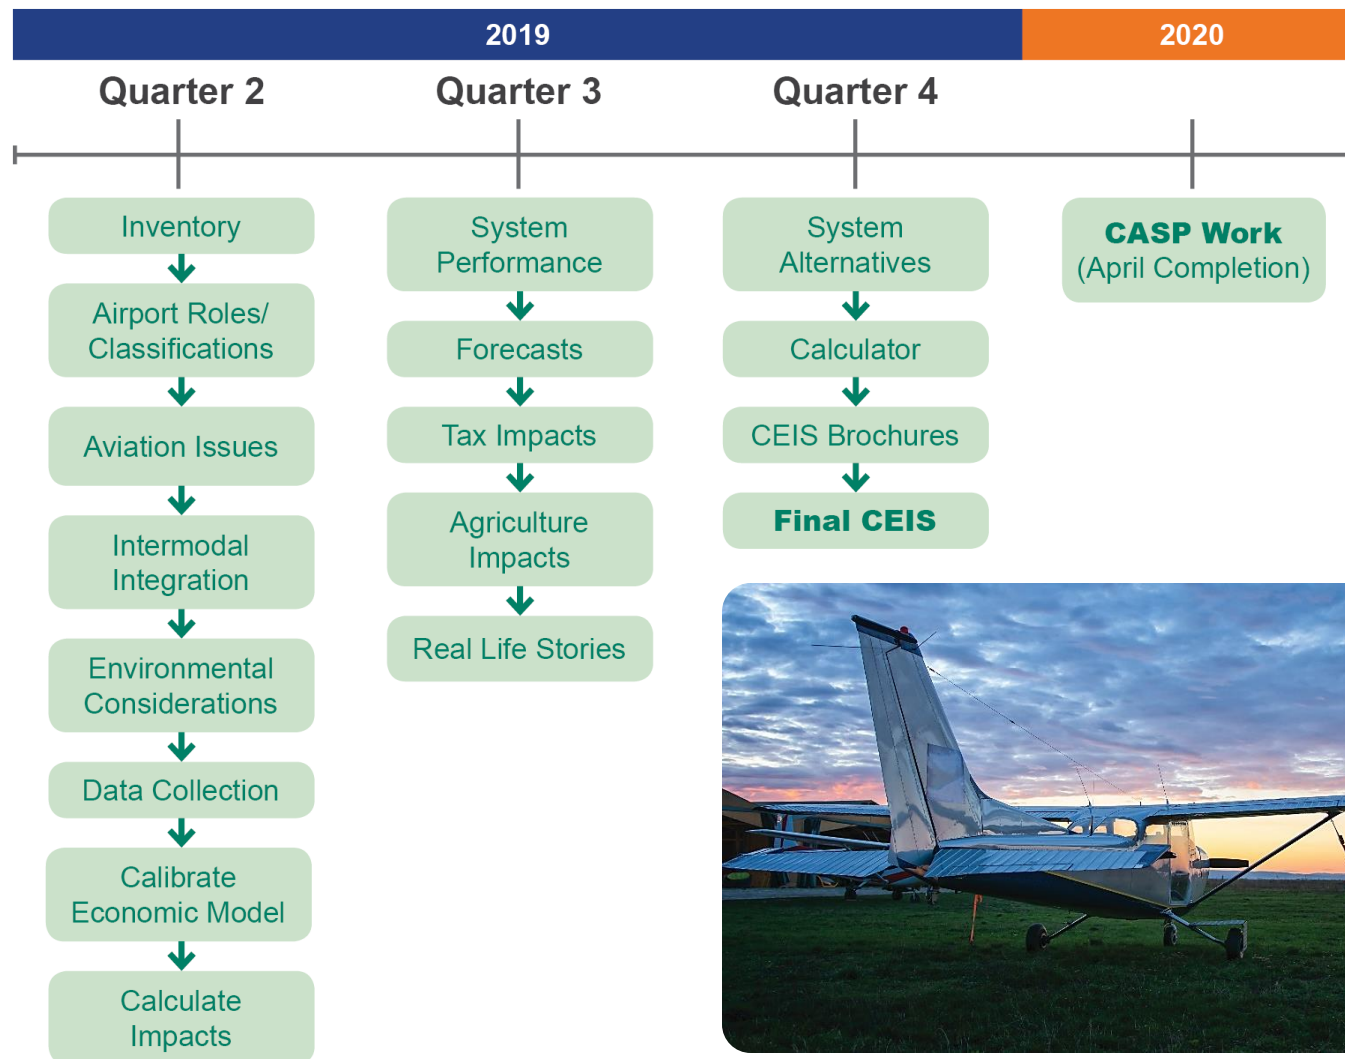 2019
2020
Quarter 2
Quarter 3
Quarter 4
Inventory
Airport Roles/
Classifications
Aviation Issues
Intermodal
Integration
Environmental
Considerations
Data Collection
Calibrate
Economic Model
Calculate
Impacts
System
Performance
Forecasts
Tax Impacts
Agriculture
Impacts
Real Life Stories
System
Alternatives
Calculator
CEIS Brochures
Final CEIS
CASP Work
(April Completion)